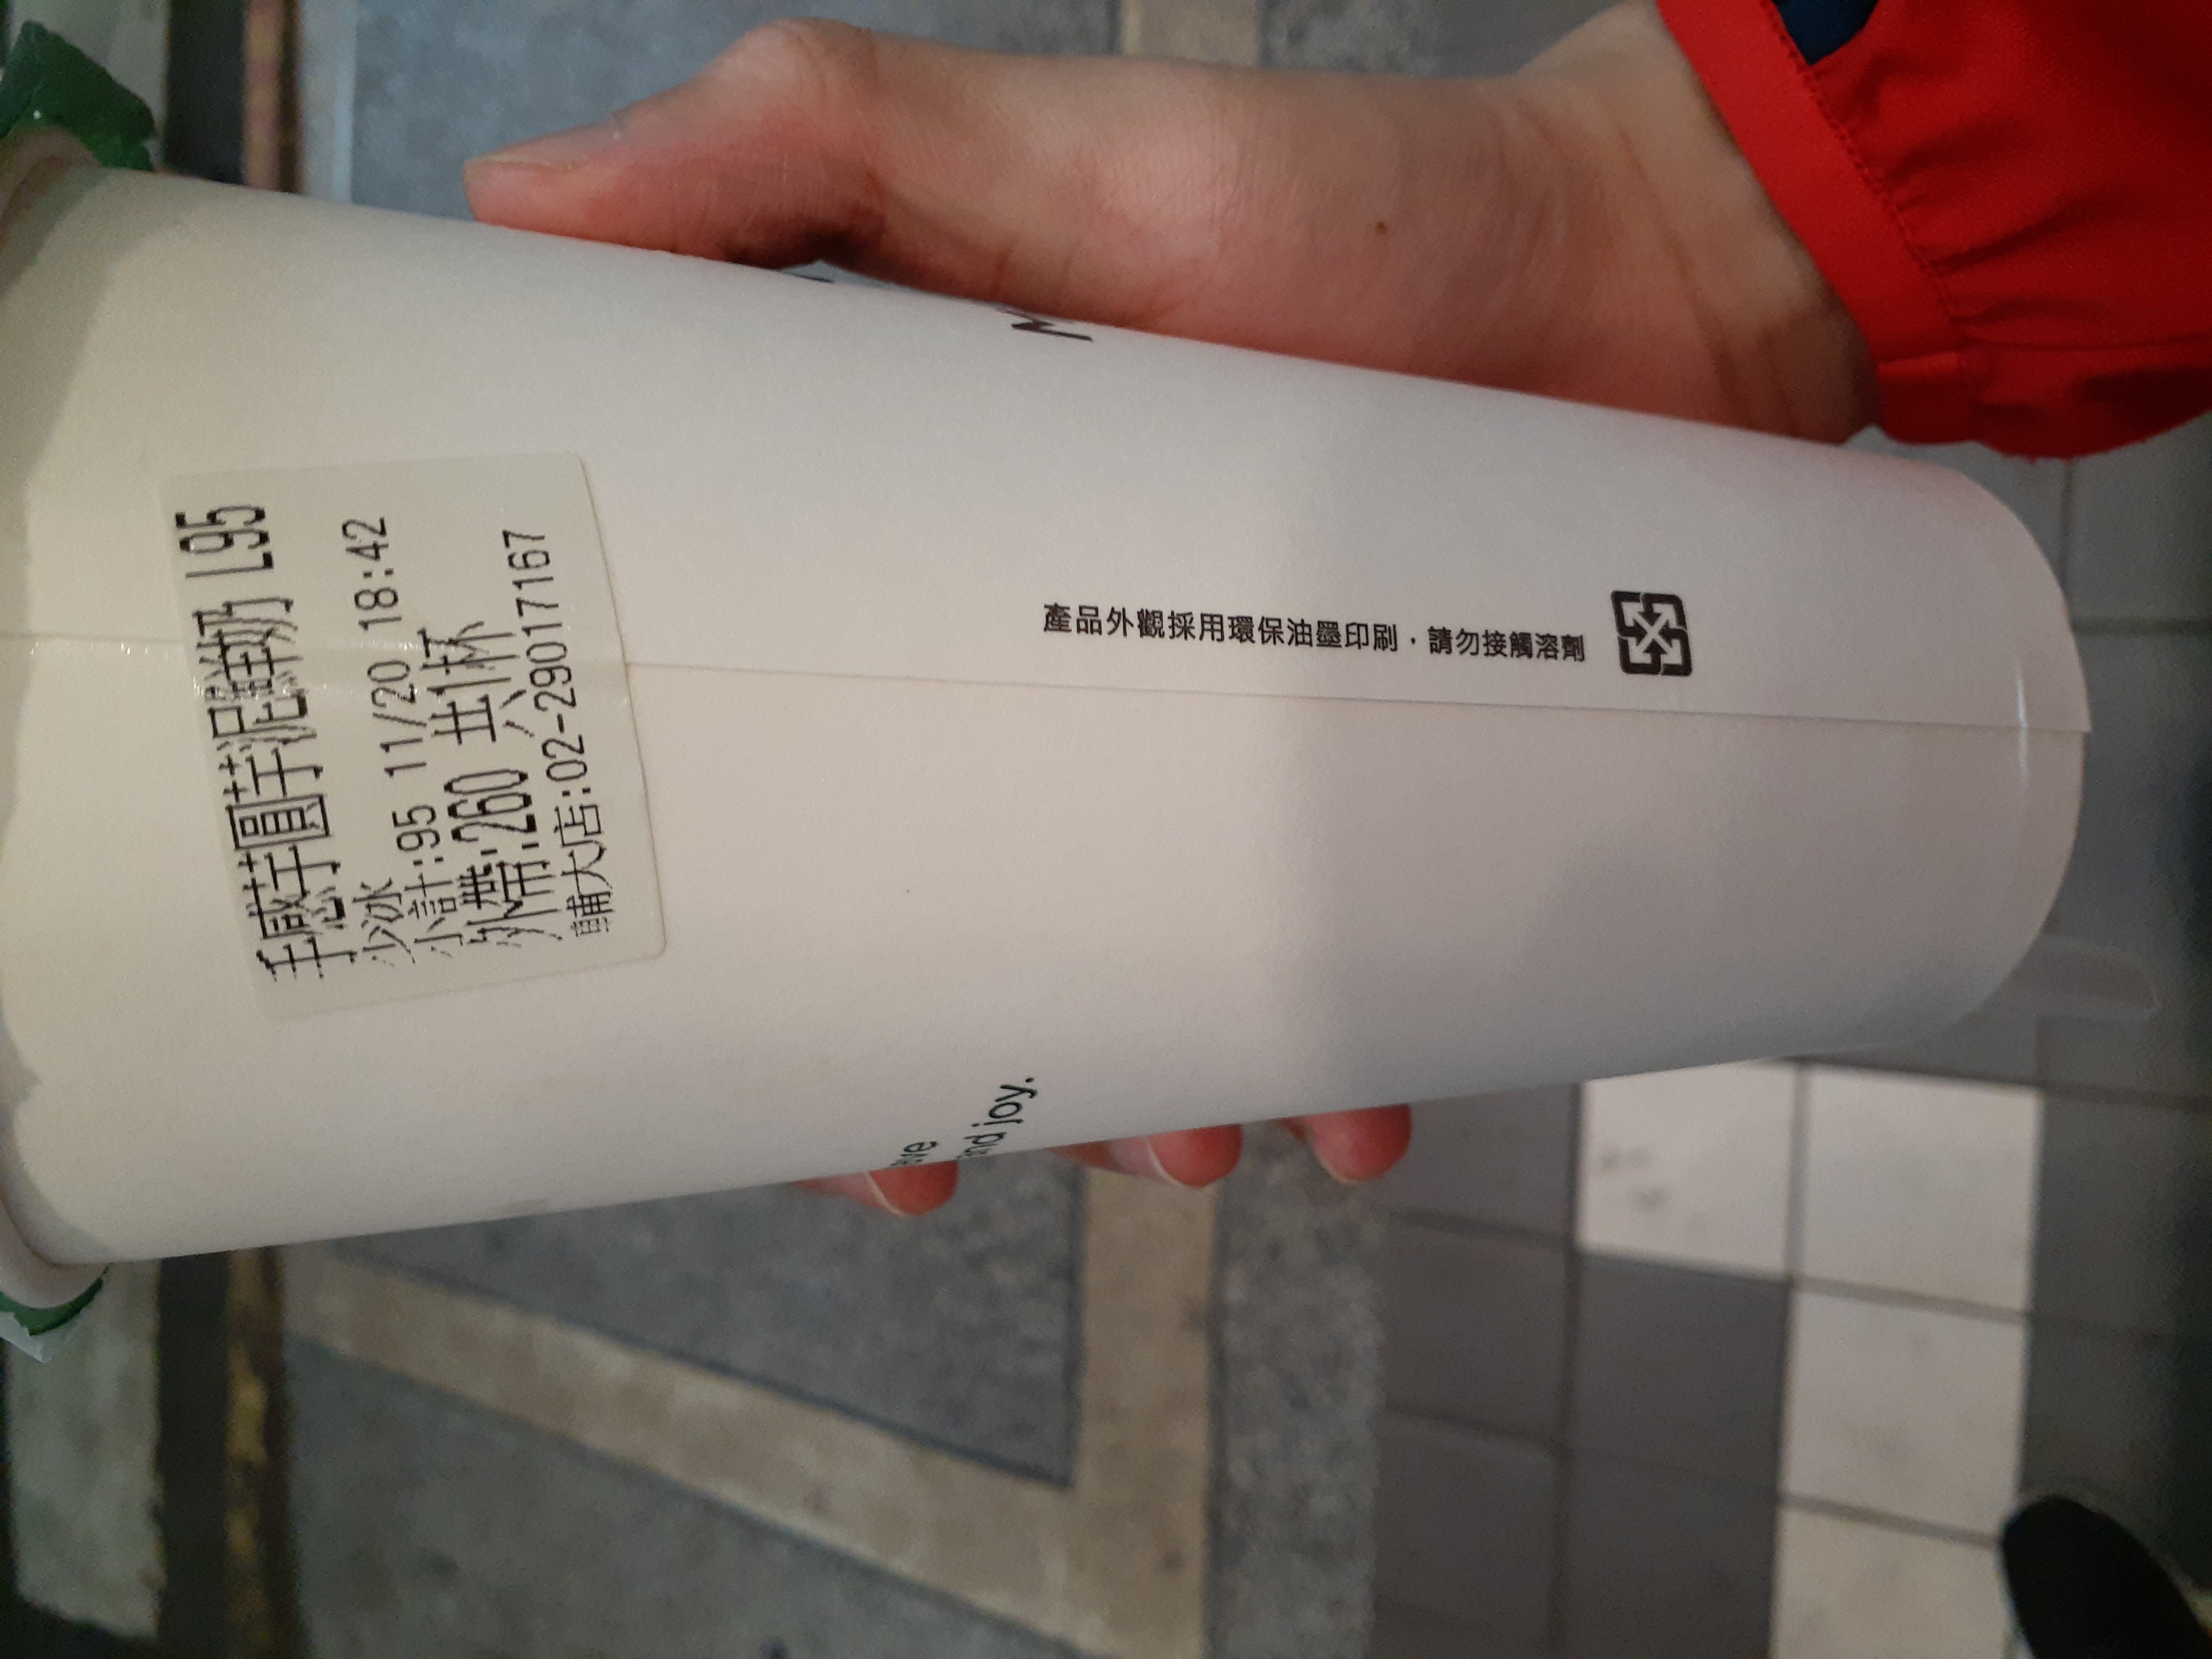 手感芋圓芋泥鮮奶 L95
少冰
小計:95 11/20 18:42
外帶:260 共1杯
輔大店:02-29017167
and joy.
產品外觀採用環保油墨印刷・請勿接觸溶劑